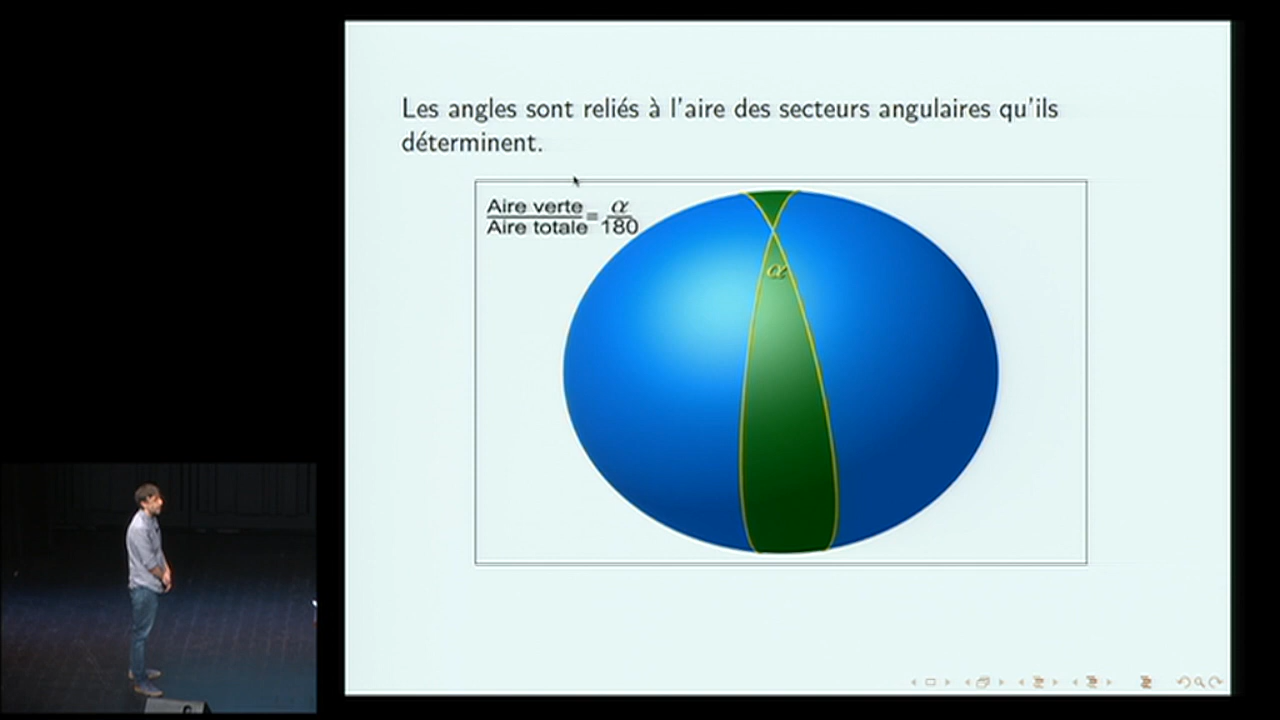 Les angles sont reliés à l'aire des secteurs angulaires qu'ils
déterminent.
Aire verte = α
Aire totale 180
α